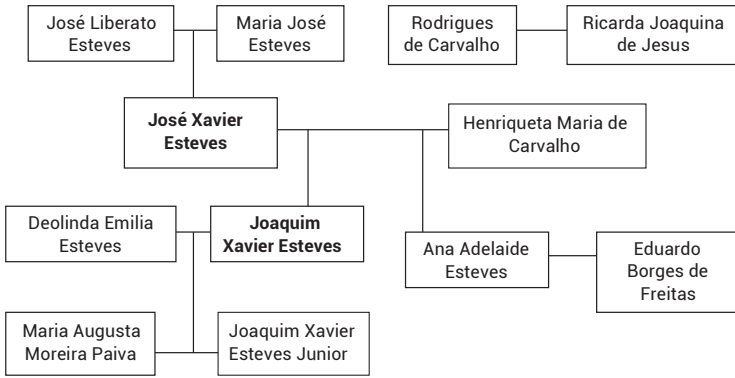 José Liberato
Esteves
Maria José
Esteves
Rodrigues
de Carvalho
Ricarda Joaquina
de Jesus
José Xavier
Esteves
Henriqueta Maria de
Carvalho
Deolinda Emilia
Esteves
Joaquim
Xavier Esteves
Ana Adelaide
Esteves
Eduardo
Borges de
Freitas
Maria Augusta
Moreira Paiva
Joaquim Xavier
Esteves Junior